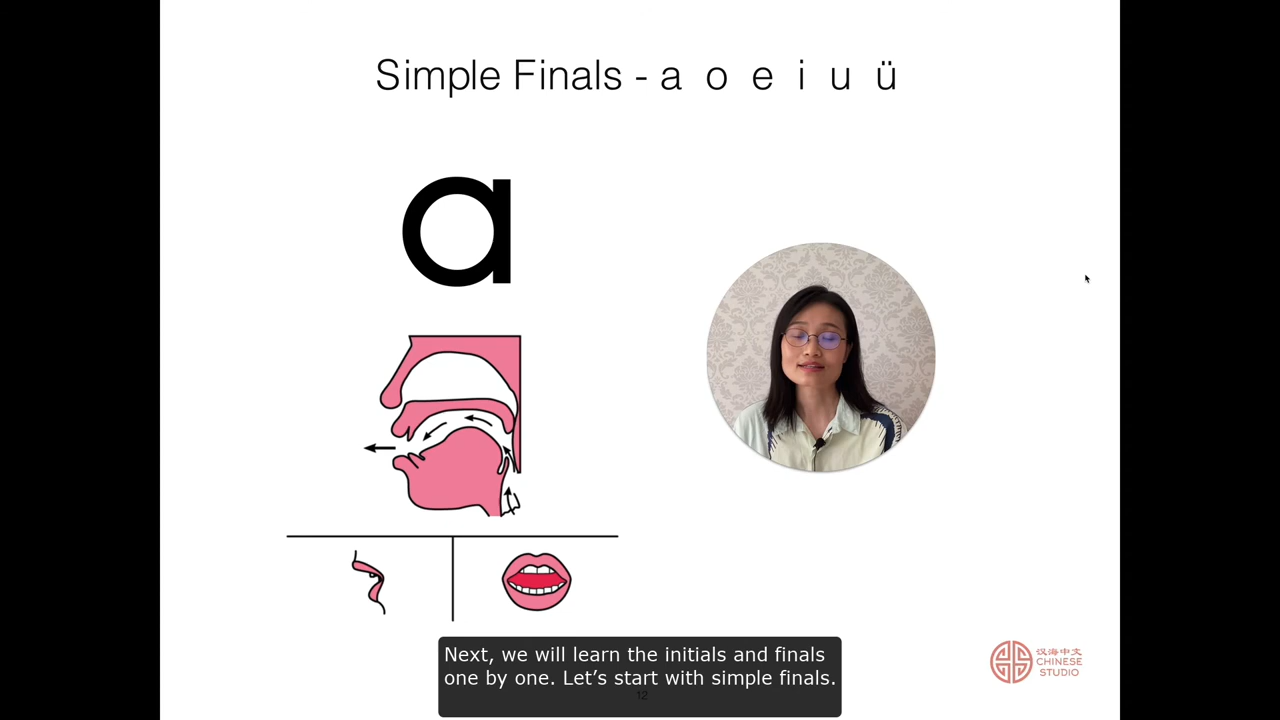 Simple Finals - a o e i u ü
a
Next, we will learn the initials and finals
one by one. Let’s start with simple finals.
12
汉海中文
CHINESE
STUDIO